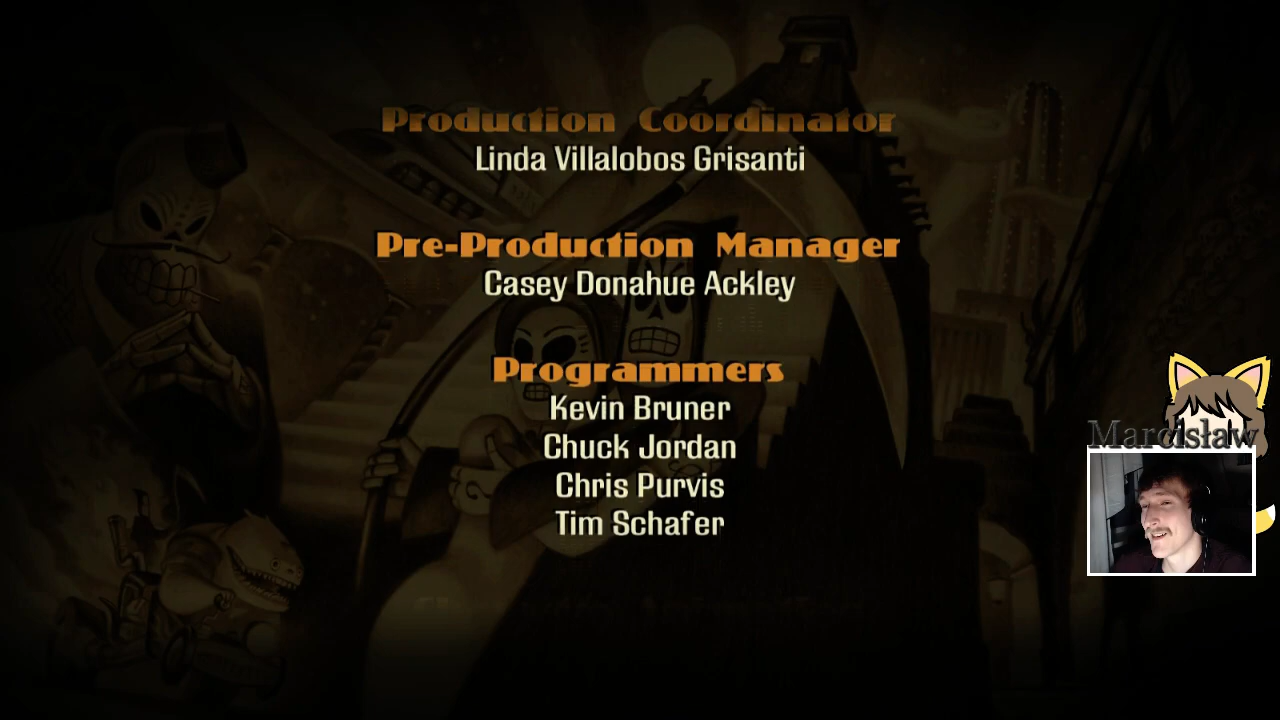 Production Coordinator
Linda Villalobos Grisanti
Pre-Production Manager
Casey Donahue Ackley
Programmers
Kevin Bruner
Chuck Jordan
Chris Purvis
Tim Schafer
Marcisław